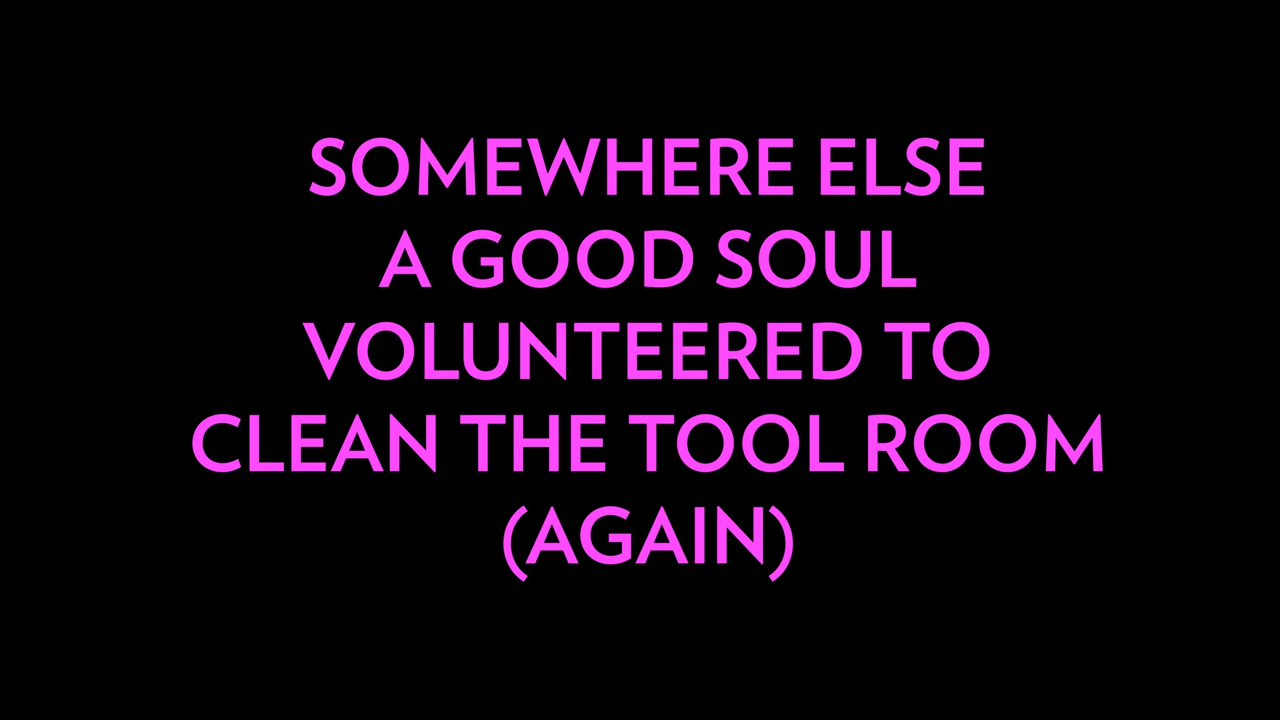 SOMEWHERE ELSE
A GOOD SOUL
VOLUNTEERED TO
CLEAN THE TOOL ROOM
(AGAIN)